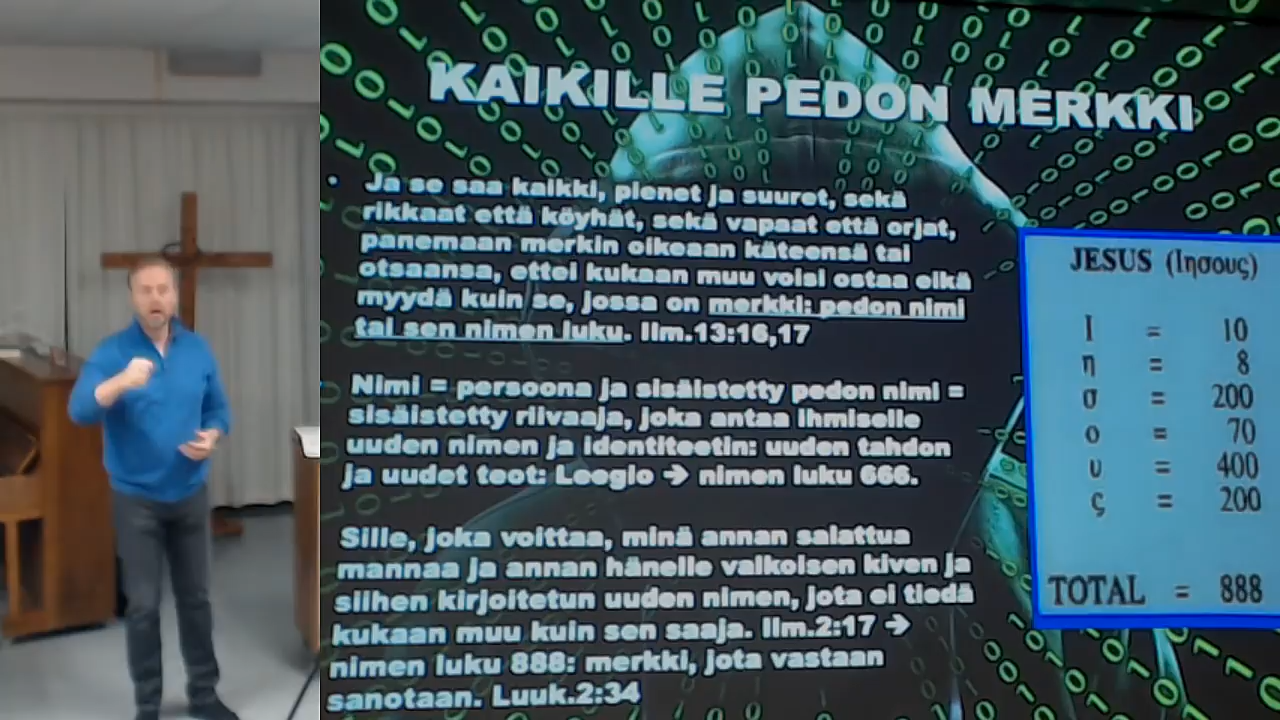 KAIKILLE PEDON MERKKI
• Ja se saa kaikki, pienet ja suuret, sekä
rikkaat että köyhät, sekä vapaat että orjat,
panemaan merkin oikeaan käteensä tai
otsaansa, ettei kukaan muu voisi ostaa eikä
myydä kuin se, jossa on merkki: pedon nimi
tai sen nimen luku. Ilm.13:16,17
Nimi = persoona ja sisäistetty pedon nimi =
sisäistetty riivaaja, joka antaa ihmiselle
uuden nimen ja identiteetin: uuden tahdon
ja uudet teot: Leegio → nimen luku 666.
Sille, joka voittaa, minä annan salattua
mannaa ja annan hänelle valkoisen kiven ja
siihen kirjoitetun uuden nimen, jota ei tiedä
kukaan muu kuin sen saaja. Ilm.2:17 →
nimen luku 888: merkki, jota vastaan
sanotaan. Luuk.2:34
JESUS (Ιησους)
Ι = 10
η = 8
σ = 200
ο = 70
υ = 400
ς = 200
TOTAL = 888